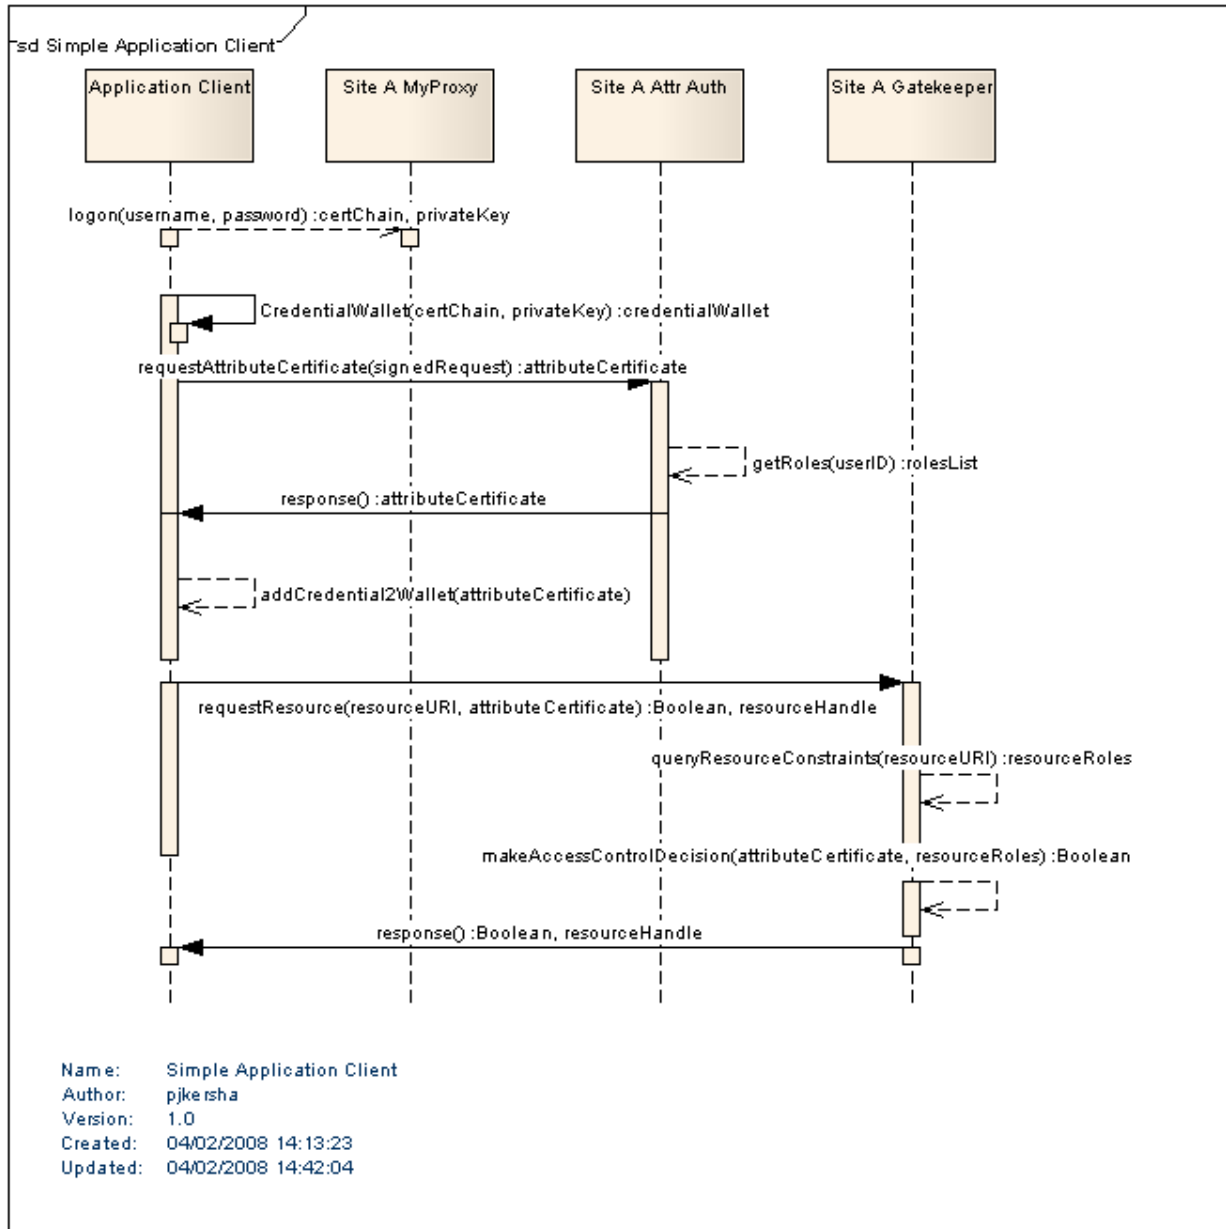 sd Simple Application Client
Application Client
Site A MyProxy
Site A Attr Auth
Site A Gatekeeper
logon(username, password) :certChain, privateKey
CredentialWallet(certChain, privateKey) :credentialWallet
requestAttributeCertificate(signedRequest) :attributeCertificate
getRoles(userID) :rolesList
response() :attributeCertificate
addCredential2Wallet(attributeCertificate)
requestResource(resourceURI, attributeCertificate) :Boolean, resourceHandle
queryResourceConstraints(resourceURI) :resourceRoles
makeAccessControlDecision(attributeCertificate, resourceRoles) :Boolean
response() :Boolean, resourceHandle
Name: Simple Application Client
Author: pjkersha
Version: 1.0
Created: 04/02/2008 14:13:23
Updated: 04/02/2008 14:42:04